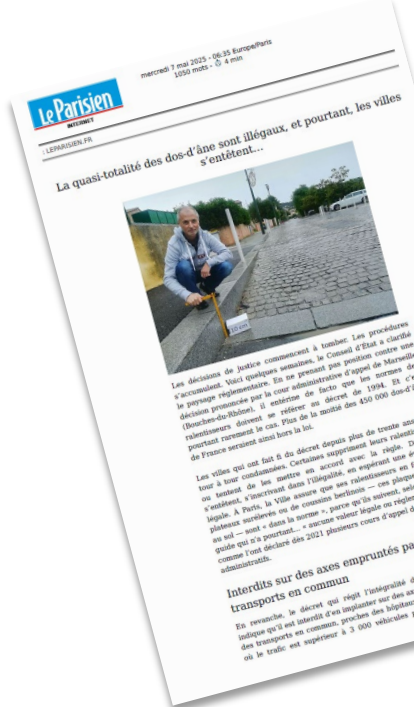 Le Parisien
INTERNET
mercredi 7 mai 2025 - 06:35 Europe/Paris
1050 mots - 4 min
: LEPARISIEN.FR
La quasi-totalité des dos-d'âne sont illégaux, et pourtant, les villes
s'entêtent…
10 cm
Les décisions de justice commencent à tomber. Les procédures
s'accumulent. Voici quelques semaines, le Conseil d'État a clarifié
le paysage réglementaire. En ne prenant pas position contre une
décision prononcée par la cour administrative d'appel de Marseille
(Bouches-du-Rhône), il entérine de facto que les normes de
ralentisseurs doivent se référer au décret de 1994. Et c'e
pourtant rarement le cas. Plus de la moitié des 450 000 dos-d'
de France seraient ainsi hors la loi.
Les villes qui ont fait fi du décret depuis plus de trente ans
tour à tour condamnées. Certaines suppriment leurs ralenti
ou tentent de les mettre en accord avec la règle. D
s'entêtent, s'inscrivant dans l'illégalité, en espérant une é
légale. À Paris, la Ville assure que ses ralentisseurs en f
plateaux surélevés ou de coussins berlinois — ces plaque
au sol — sont « dans la norme », parce qu'ils suivent, sel
guide qui n'a pourtant… « aucune valeur légale ou régle
comme l'ont déclaré dès 2021 plusieurs cours d'appel d
administratifs.
Interdits sur des axes empruntés pa
transports en commun
En revanche, le décret qui régit l'intégralité d
indique qu'il est interdit d'en implanter sur des ax
des transports en commun, proches des hôpita
où le trafic est supérieur à 3 000 véhicules p